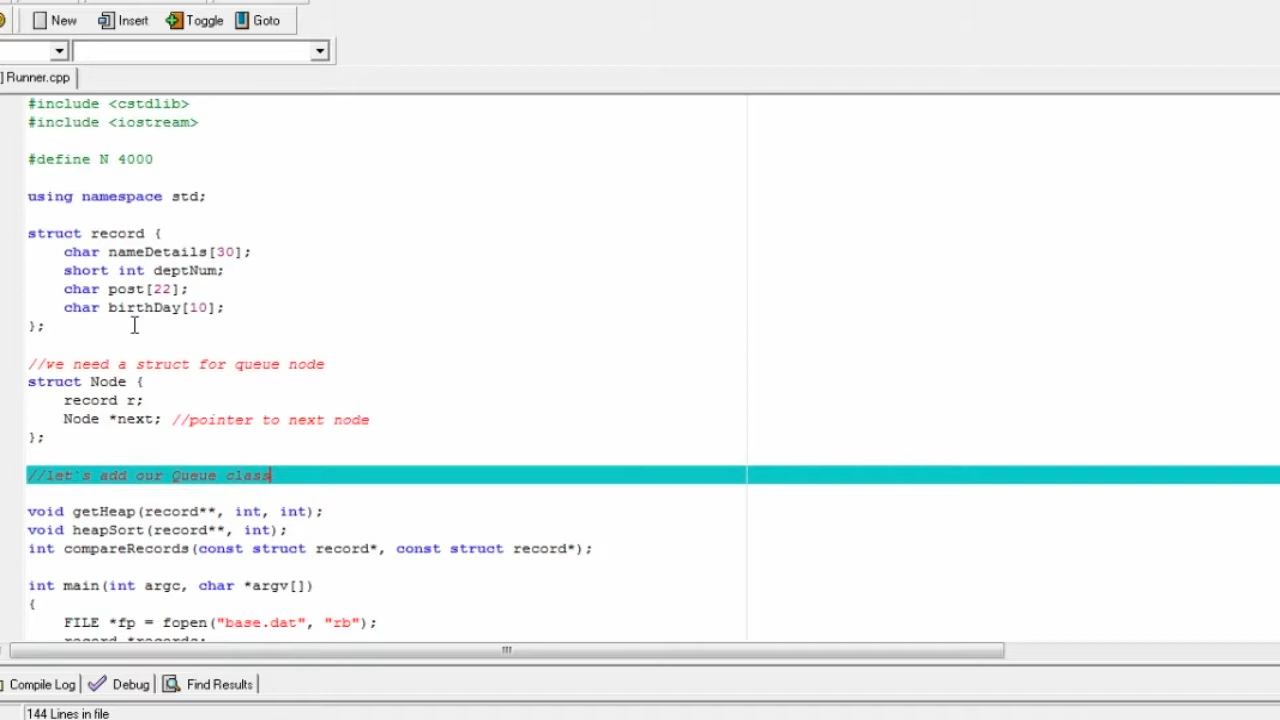 New Insert Toggle Goto
Runner.cpp
#include <cstdlib>
#include <iostream>
#define N 4000
using namespace std;
struct record {
char nameDetails[30];
short int deptNum;
char post[22];
char birthDay[10];
};
//we need a struct for queue node
struct Node {
record r;
Node *next; //pointer to next node
};
//let's add our Queue class
void getHeap(record**, int, int);
void heapSort(record**, int);
int compareRecords(const struct record*, const struct record*);
int main(int argc, char *argv[])
{
FILE *fp = fopen("base.dat", "rb");
record *records;
Compile Log Debug Find Results
144 Lines in file